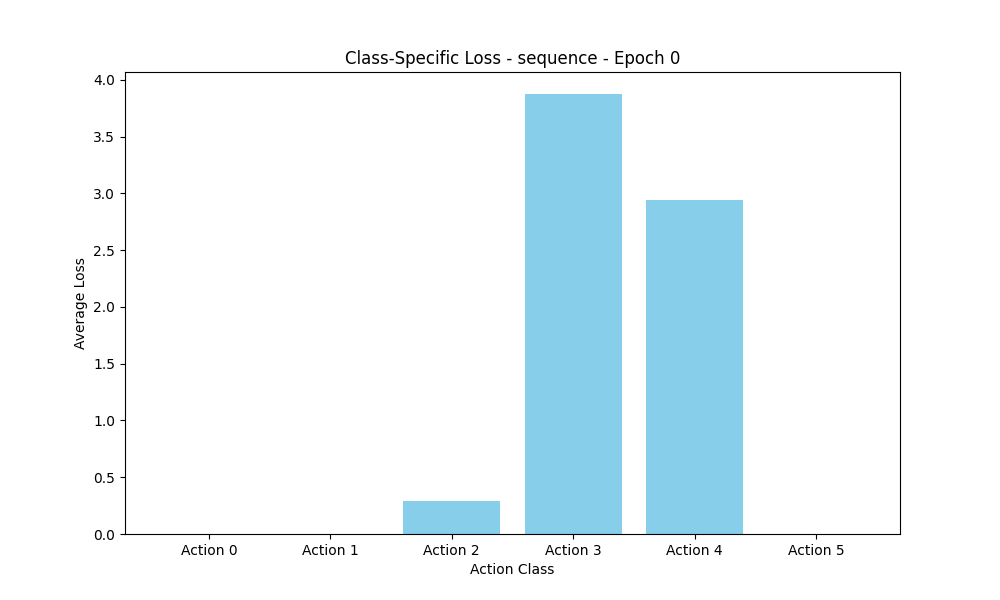 Class-Specific Loss - sequence - Epoch 0
4.0
3.5
3.0
2.5
2.0
1.5
1.0
0.5
0.0
Average Loss
Action 0 Action 1 Action 2 Action 3 Action 4 Action 5
Action Class